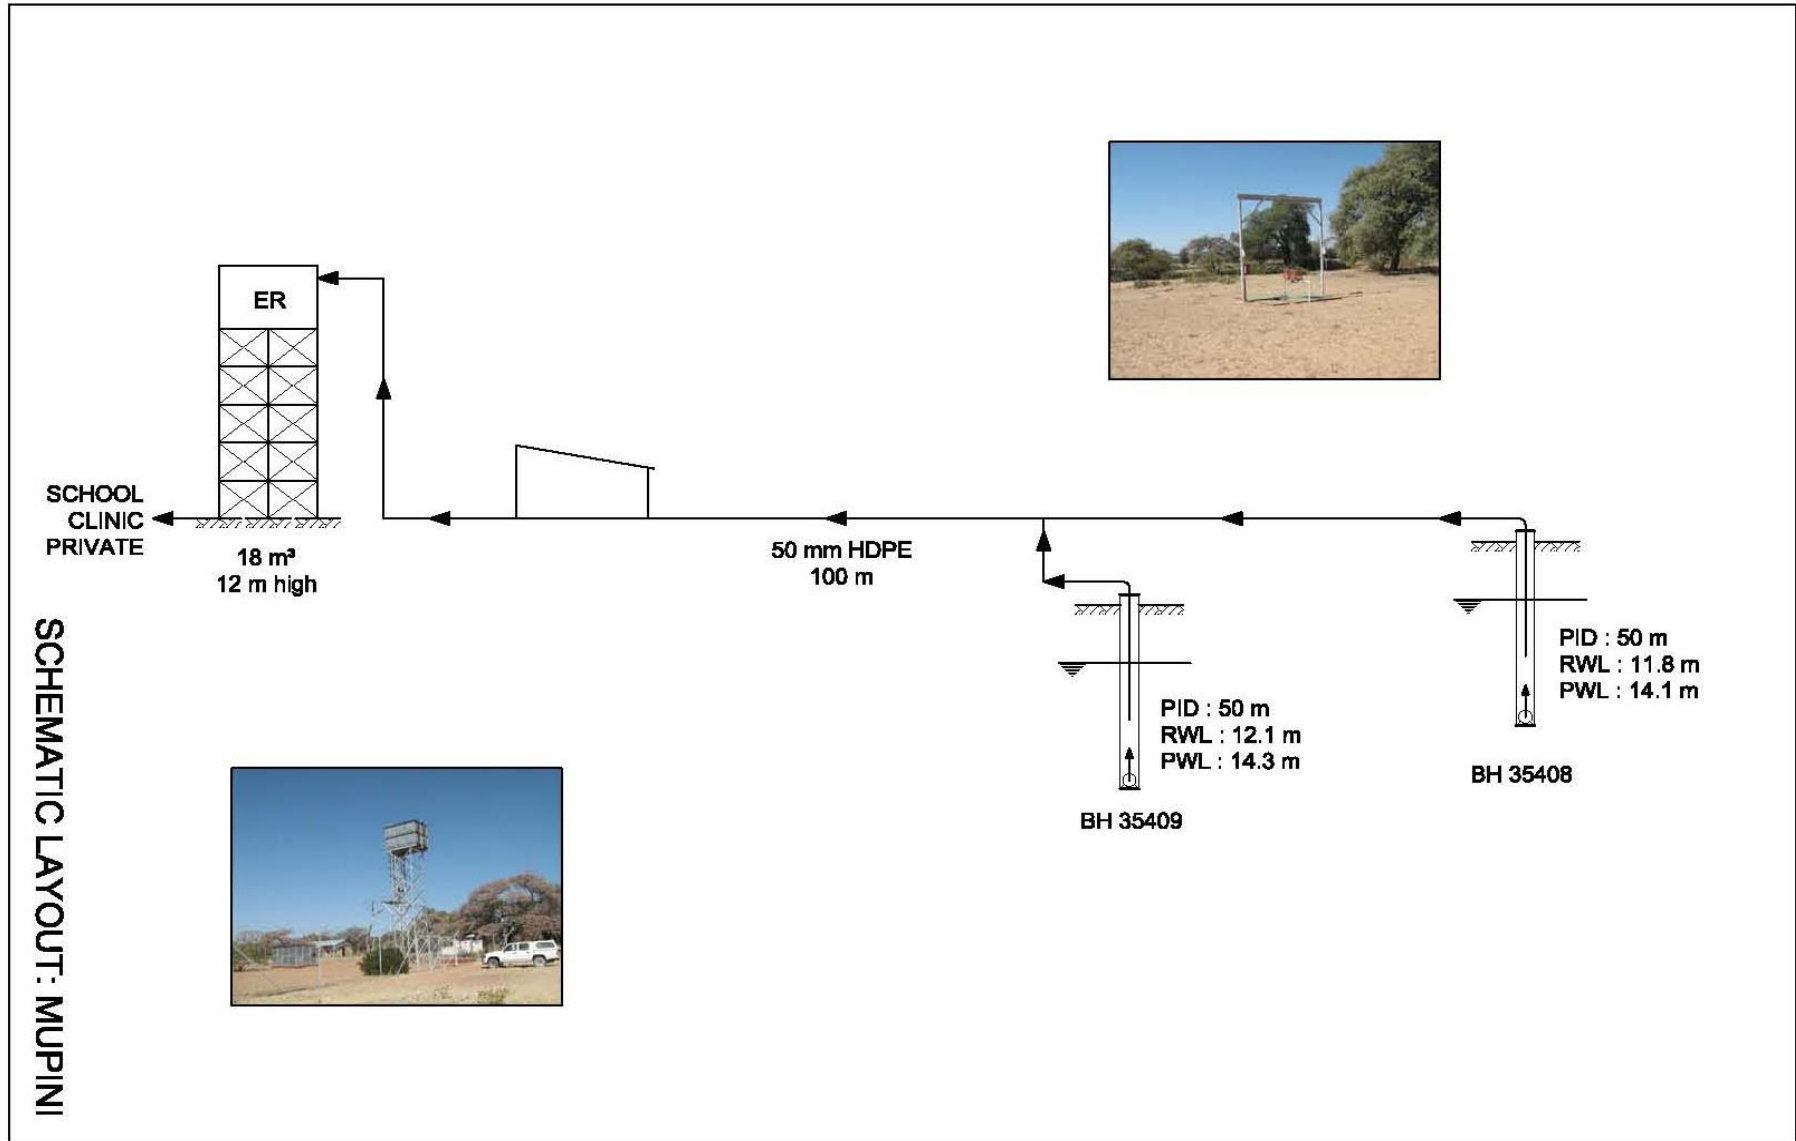 ER
SCHOOL
CLINIC
PRIVATE
18 m³
12 m high
50 mm HDPE
100 m
PID : 50 m
RWL : 12.1 m
PWL : 14.3 m
BH 35409
PID : 50 m
RWL : 11.8 m
PWL : 14.1 m
BH 35408
SCHEMATIC LAYOUT: MUPINI